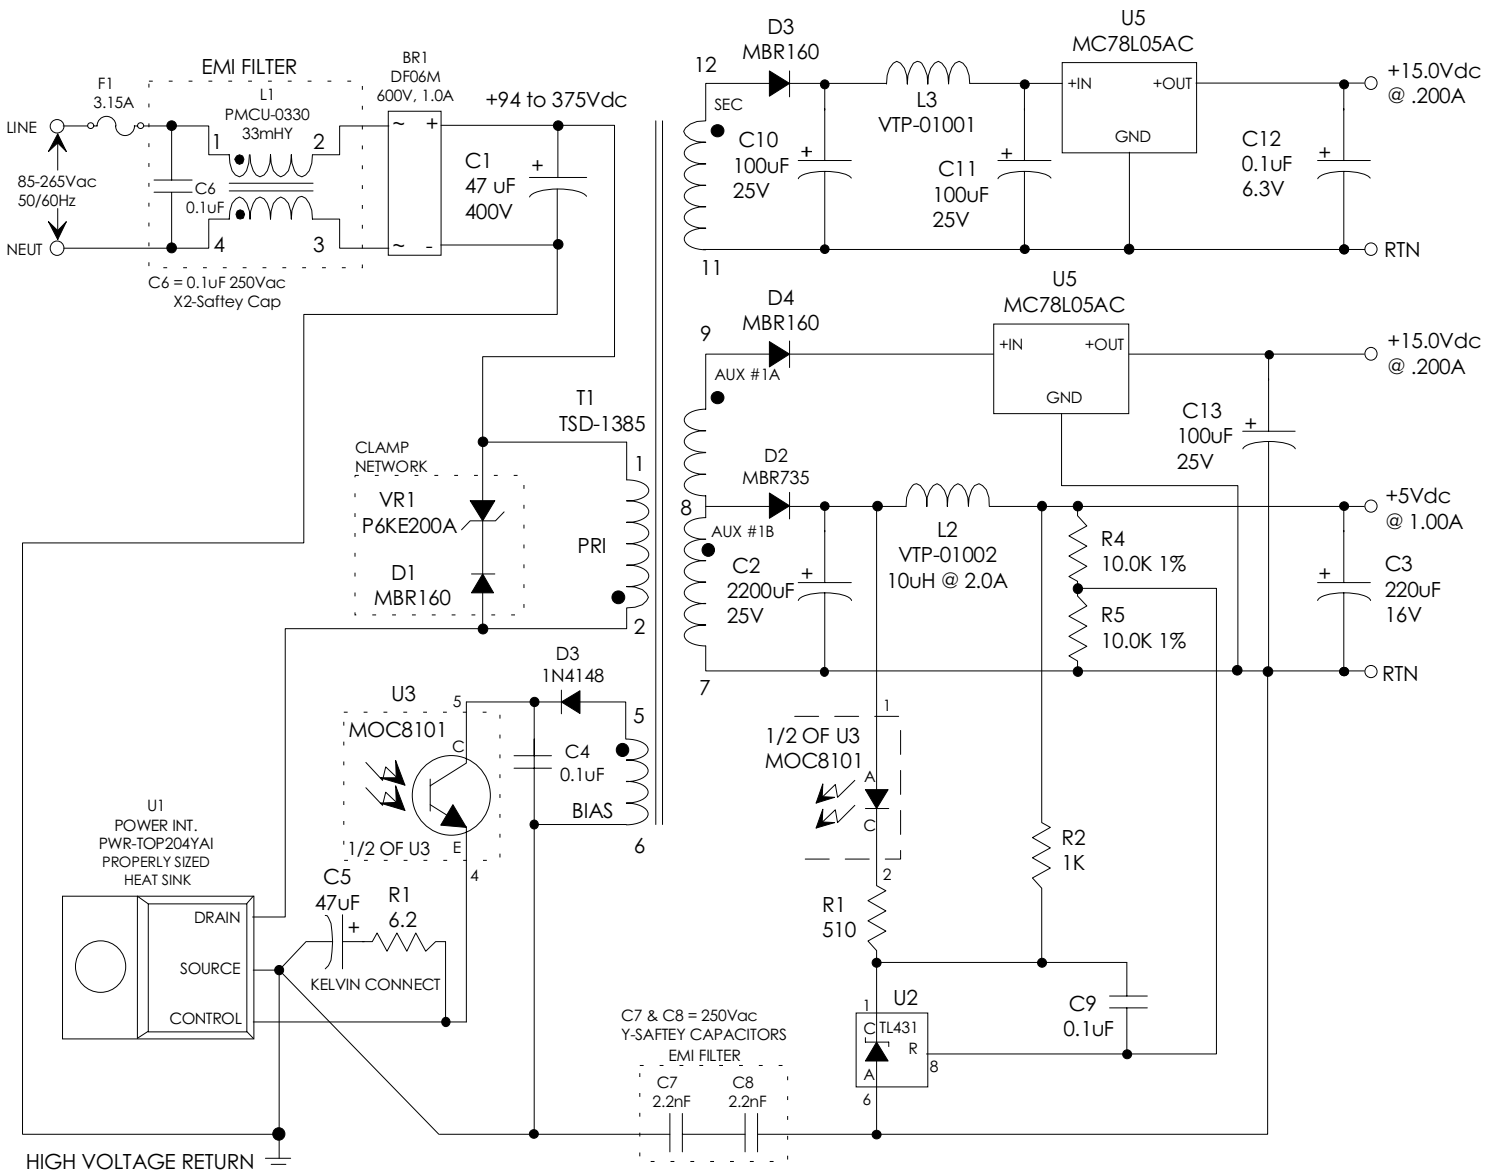 EMI FILTER
F1
3.15A
L1
PMCU-0330
33mHY
BR1
DF06M
600V, 1.0A
+94 to 375Vdc
LINE
1
2
~
+
85-265Vac
50/60Hz
C6
0.1uF
C1
47 uF
400V
+
NEUT
4
3
~
-
C6 = 0.1uF 250Vac
X2-Saftey Cap
D3
MBR160
12
SEC
L3
VTP-01001
U5
MC78L05AC
+IN
+OUT
GND
+15.0Vdc
@ .200A
C10
100uF
25V
+
C11
100uF
25V
+
C12
0.1uF
6.3V
+
11
RTN
D4
MBR160
9
AUX #1A
U5
MC78L05AC
+IN
+OUT
GND
+15.0Vdc
@ .200A
C13
100uF
25V
+
T1
TSD-1385
CLAMP
NETWORK
VR1
P6KE200A
D1
MBR160
1
PRI
2
D2
MBR735
8
AUX #1B
C2
2200uF
25V
+
L2
VTP-01002
10uH @ 2.0A
R4
10.0K 1%
R5
10.0K 1%
+5Vdc
@ 1.00A
C3
220uF
16V
+
7
RTN
D3
1N4148
U3
MOC8101
5
C
E
4
1/2 OF U3
C4
0.1uF
5
BIAS
6
1
1/2 OF U3
MOC8101
A
C
2
R2
1K
R1
510
U1
POWER INT.
PWR-TOP204YAI
PROPERLY SIZED
HEAT SINK
DRAIN
SOURCE
CONTROL
C5
47uF
+
R1
6.2
KELVIN CONNECT
U2
1
C
TL431
R
A
8
6
C9
0.1uF
C7 & C8 = 250Vac
Y-SAFTEY CAPACITORS
EMI FILTER
C7
2.2nF
C8
2.2nF
HIGH VOLTAGE RETURN